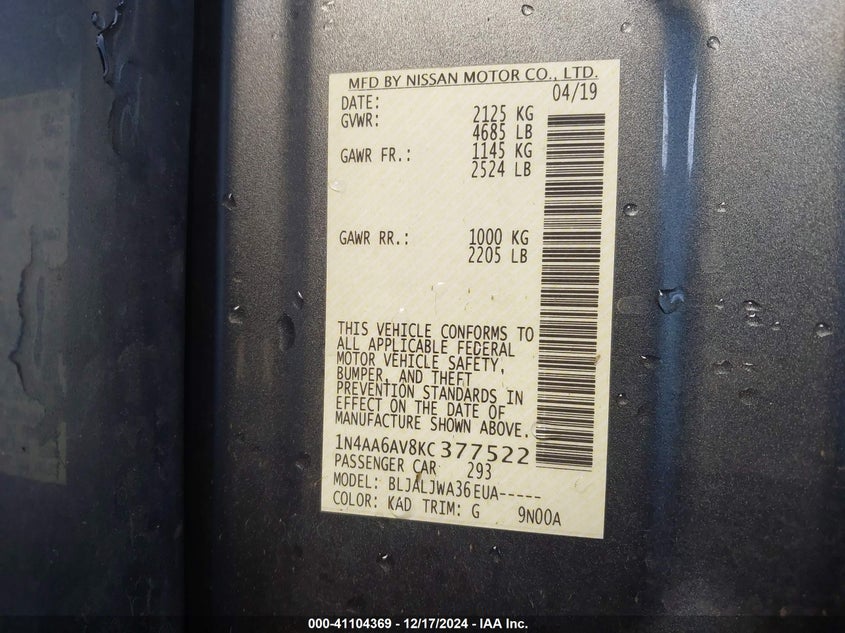 MFD BY NISSAN MOTOR CO., LTD.
DATE: 04/19
GVWR: 2125 KG
4685 LB
GAWR FR.: 1145 KG
2524 LB
GAWR RR.: 1000 KG
2205 LB
THIS VEHICLE CONFORMS TO
ALL APPLICABLE FEDERAL
MOTOR VEHICLE SAFETY,
BUMPER, AND THEFT
PREVENTION STANDARDS IN
EFFECT ON THE DATE OF
MANUFACTURE SHOWN ABOVE.
1N4AA6AV8KC377522
PASSENGER CAR 293
MODEL: BLJALJWA36EUA-----
COLOR: KAD TRIM: G 9N00A
000-41104369 - 12/17/2024 - IAA Inc.